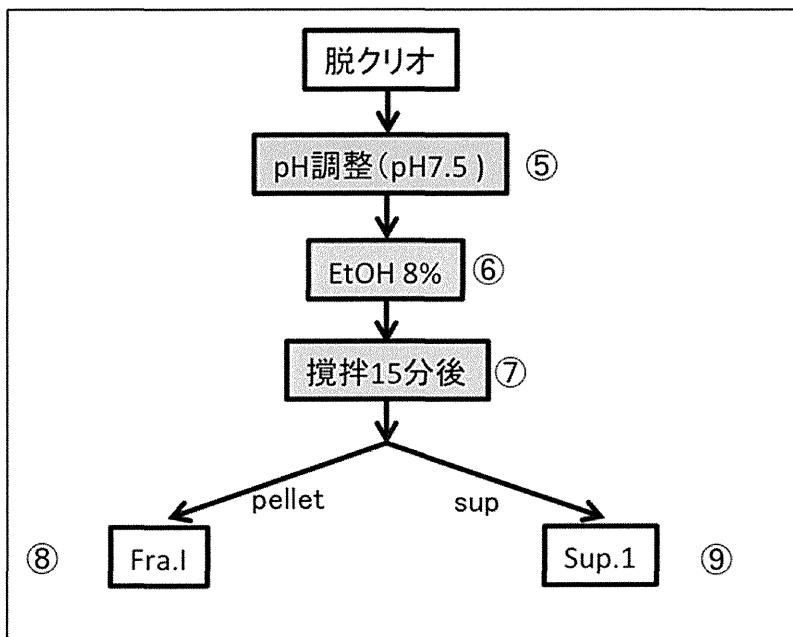 脱クリオ
pH調整(pH7.5 ) ⑤
EtOH 8% ⑥
攪拌15分後 ⑦
pellet sup
⑧ Fra.I Sup.1 ⑨